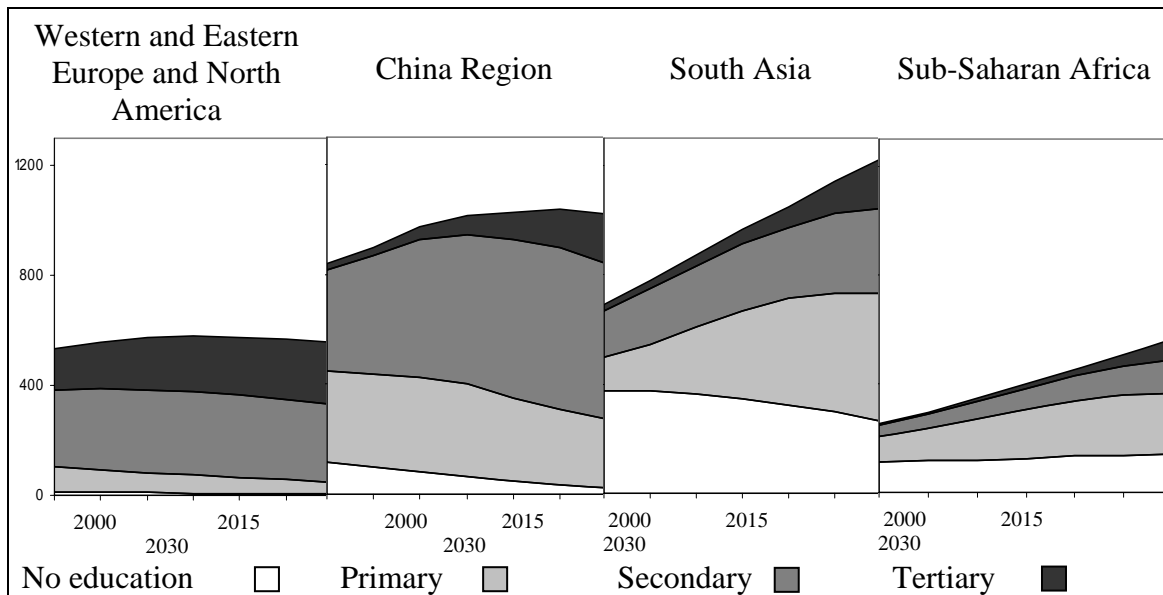 Western and Eastern
Europe and North
America
China Region
South Asia
Sub-Saharan Africa
1200
800
400
0
2000 2015
2030
2000 2015
2030
2000 2015
2030
2000 2015
2030
No education Primary Secondary Tertiary